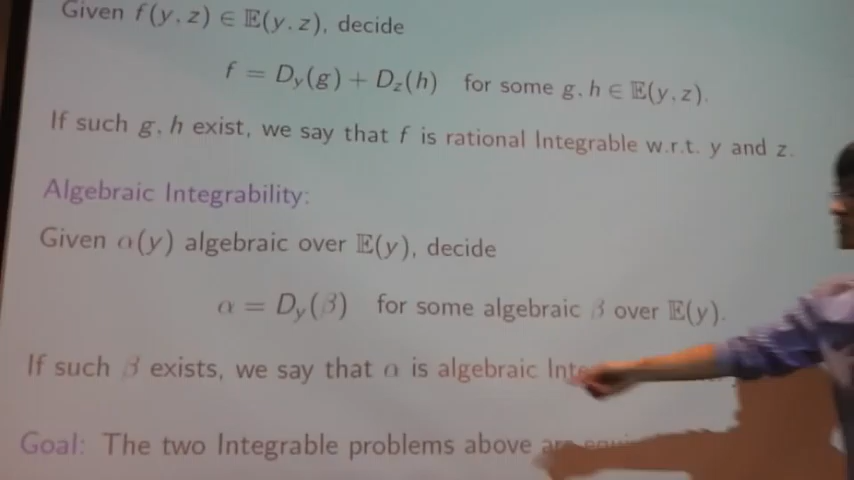 Given f(y, z) ∈ 𝔼(y, z), decide
f = D_y(g) + D_z(h) for some g, h ∈ 𝔼(y, z).
If such g, h exist, we say that f is rational Integrable w.r.t. y and z.
Algebraic Integrability:
Given α(y) algebraic over 𝔼(y), decide
α = D_y(β) for some algebraic β over 𝔼(y).
If such β exists, we say that α is algebraic
Goal: The two Integrable problems above